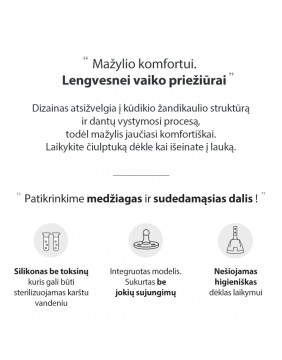 “ Mažylio komfortui.
Lengvesnei vaiko priežiūrai ”
Dizainas atsižvelgia į kūdikio žandikaulio struktūrą
ir dantų vystymosi procesą,
todėl mažylis jaučiasi komfortiškai.
Laikykite čiulptuką dėkle kai išeinate į lauką.
“ Patikrinkime medžiagas ir sudedamąsias dalis ! ”
Silikonas be toksinų
kuris gali būti
sterilizuojamas karštu
vandeniu
Integruotas modelis.
Sukurtas be
jokių sujungimų
Nešiojamas
higieniškas
dėklas laikymui